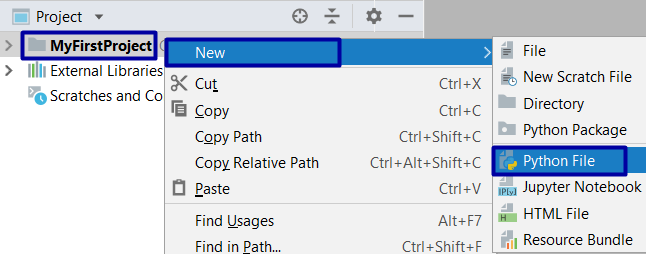 Project
MyFirstProject
External Libraries
Scratches and Co
New
Cut Ctrl+X
Copy Ctrl+C
Copy Path Ctrl+Shift+C
Copy Relative Path Ctrl+Alt+Shift+C
Paste Ctrl+V
Find Usages Alt+F7
Find in Path... Ctrl+Shift+F
File
New Scratch File
Directory
Python Package
Python File
IP[y] Jupyter Notebook
H HTML File
Resource Bundle